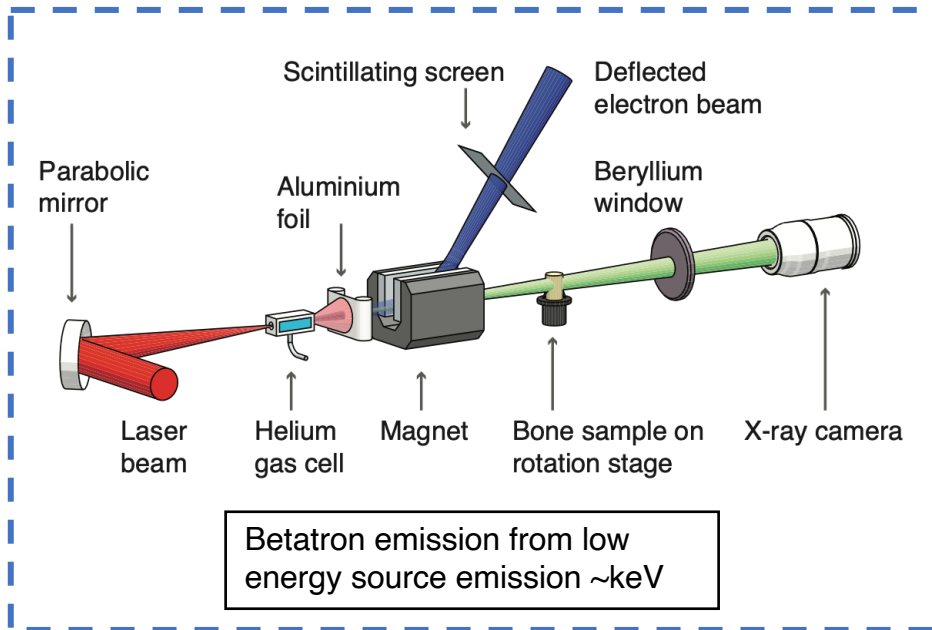 Scintillating screen
Deflected
electron beam
Parabolic
mirror
Aluminium
foil
Beryllium
window
Laser
beam
Helium
gas cell
Magnet
Bone sample on
rotation stage
X-ray camera
Betatron emission from low
energy source emission ~keV